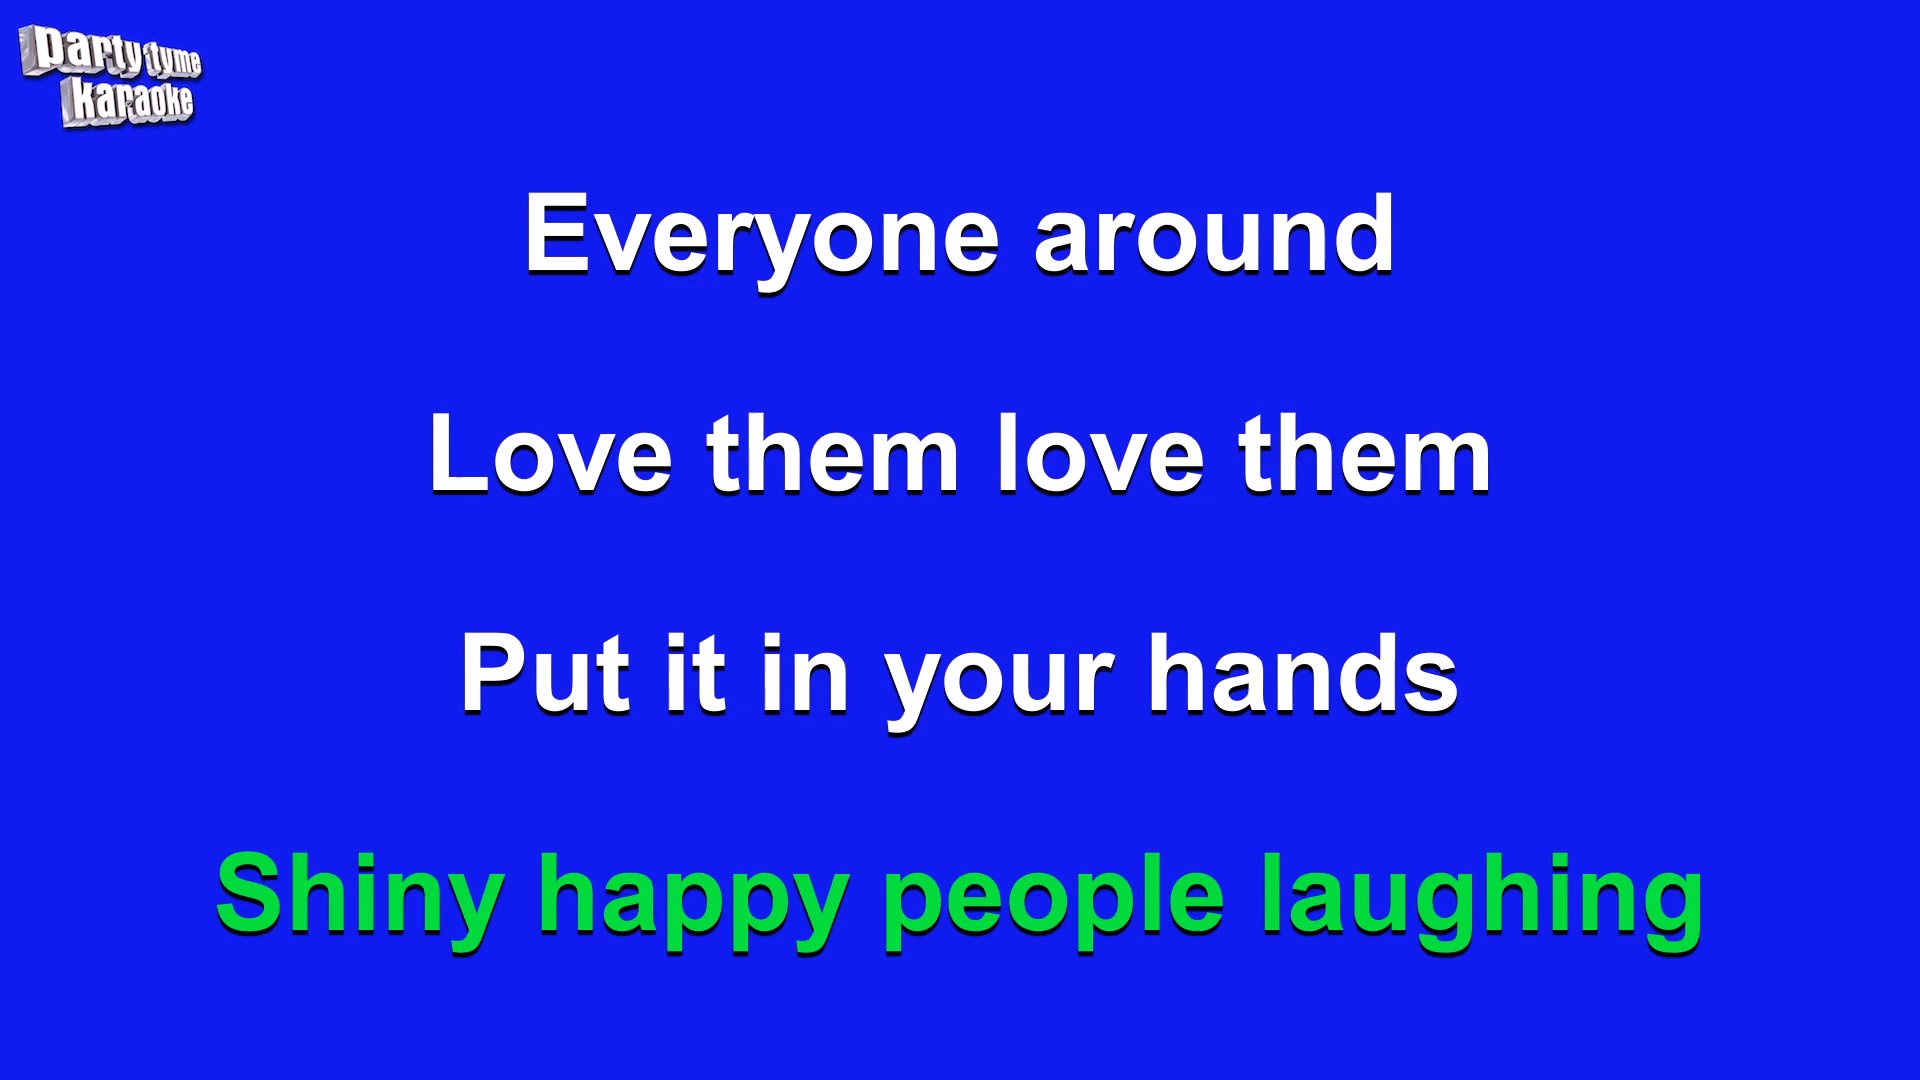 party tyme
karaoke
Everyone around
Love them love them
Put it in your hands
Shiny happy people laughing